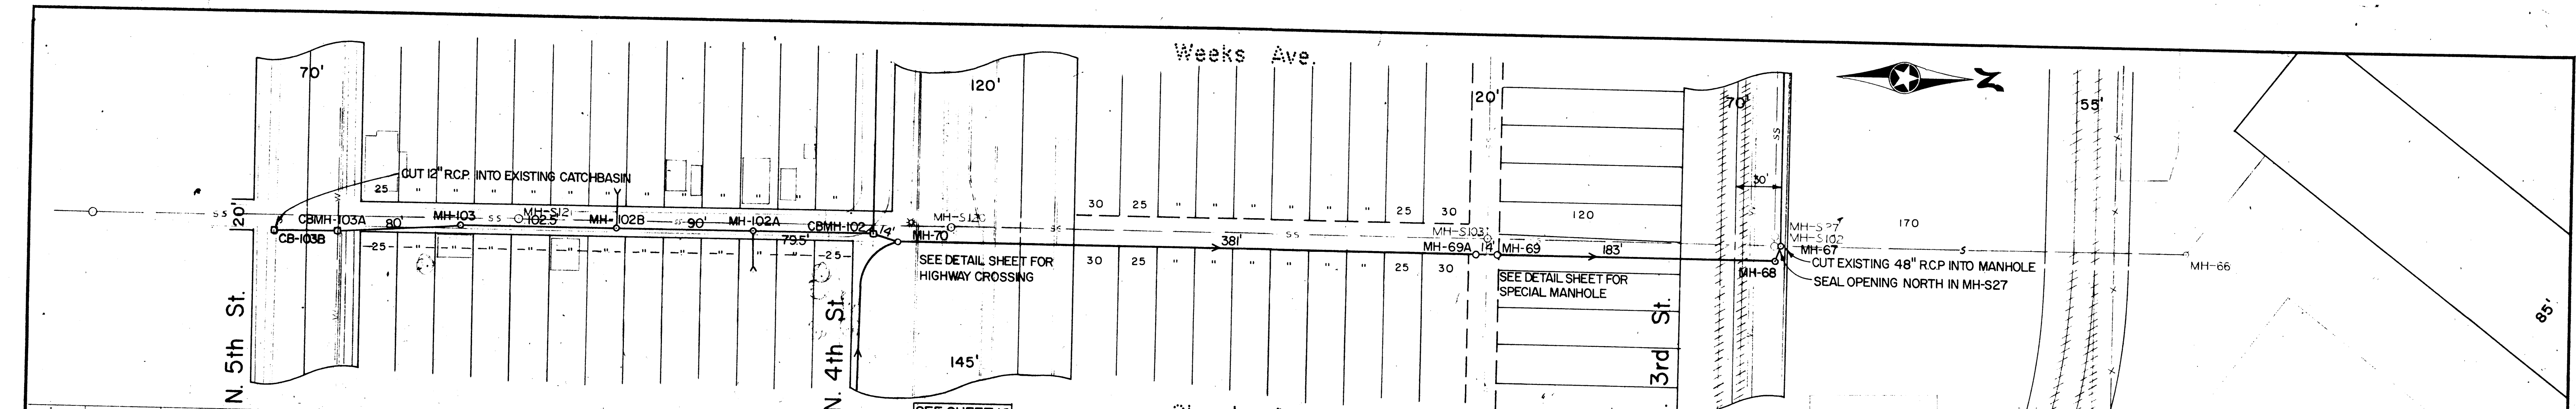 Weeks Ave.
70'
120'
20'
70'
55'
N
CUT 12" R.C.P. INTO EXISTING CATCHBASIN
25 " " " " " " " " " " "
30 25 " " " " " " 25 30
120
30'
170
SS
20'
CBMH-103A
80'
MH-103
SS
MH-S121
102.5'
MH-102B
90'
MH-102A
79.5'
CBMH-102
14'
MH-S120
MH-70
CB-103B
381'
SS
MH-S103
MH-69A
14'
MH-69
183'
MH-S27
MH-S102
MH-67
S
MH-66
MH-68
-25- " " " " " " " " " " -25-
30 25 " " " " " " 25 30
SEE DETAIL SHEET FOR
HIGHWAY CROSSING
SEE DETAIL SHEET FOR
SPECIAL MANHOLE
CUT EXISTING 48" R.C.P INTO MANHOLE
SEAL OPENING NORTH IN MH-S27
N. 5th St.
N. 4th St.
145'
3rd St.
85'